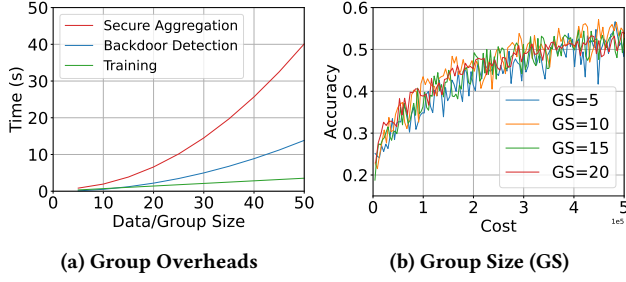 50
40
30
20
10
0
Time (s)
Secure Aggregation
Backdoor Detection
Training
0 10 20 30 40 50
Data/Group Size
(a) Group Overheads
0.6
0.5
0.4
0.3
0.2
Accuracy
GS=5
GS=10
GS=15
GS=20
0 1 2 3 4 5
1e5
Cost
(b) Group Size (GS)